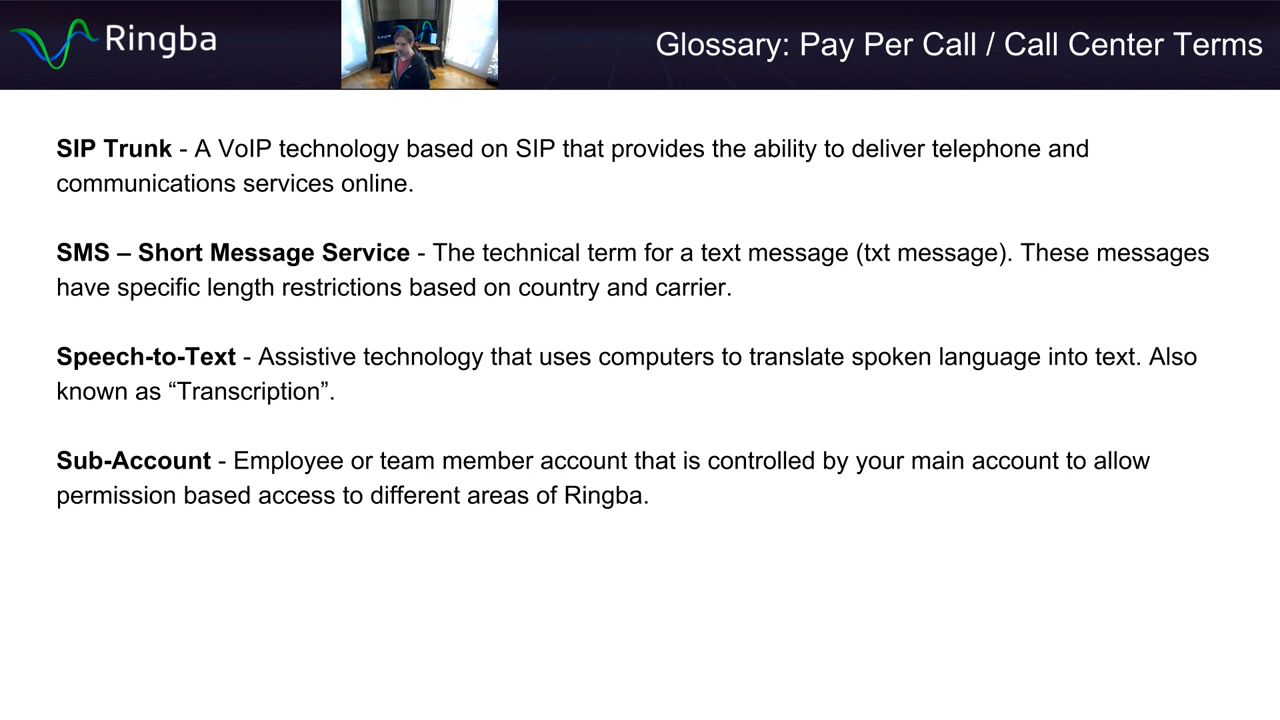 Ringba
Glossary: Pay Per Call / Call Center Terms
SIP Trunk - A VoIP technology based on SIP that provides the ability to deliver telephone and
communications services online.
SMS – Short Message Service - The technical term for a text message (txt message). These messages
have specific length restrictions based on country and carrier.
Speech-to-Text - Assistive technology that uses computers to translate spoken language into text. Also
known as “Transcription”.
Sub-Account - Employee or team member account that is controlled by your main account to allow
permission based access to different areas of Ringba.